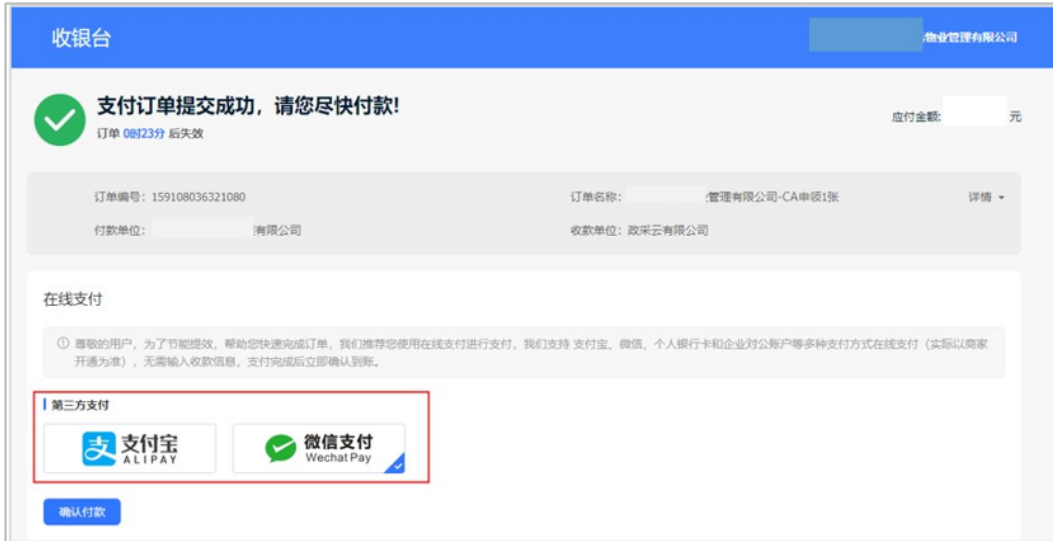 收银台
物业管理有限公司
支付订单提交成功，请您尽快付款!
订单 0时23分 后失效
应付金额: 元
订单编号：159108036321080
订单名称： 管理有限公司-CA申领1张
详情
付款单位： 有限公司
收款单位：政采云有限公司
在线支付
尊敬的用户，为了节能提效，帮助您快速完成订单，我们推荐您使用在线支付进行支付，我们支持 支付宝、微信、个人银行卡和企业对公账户等多种支付方式在线支付（实际以商家
开通为准），无需输入收款信息，支付完成后立即确认到账。
第三方支付
支 支付宝
ALIPAY
微信支付
WechatPay
确认付款